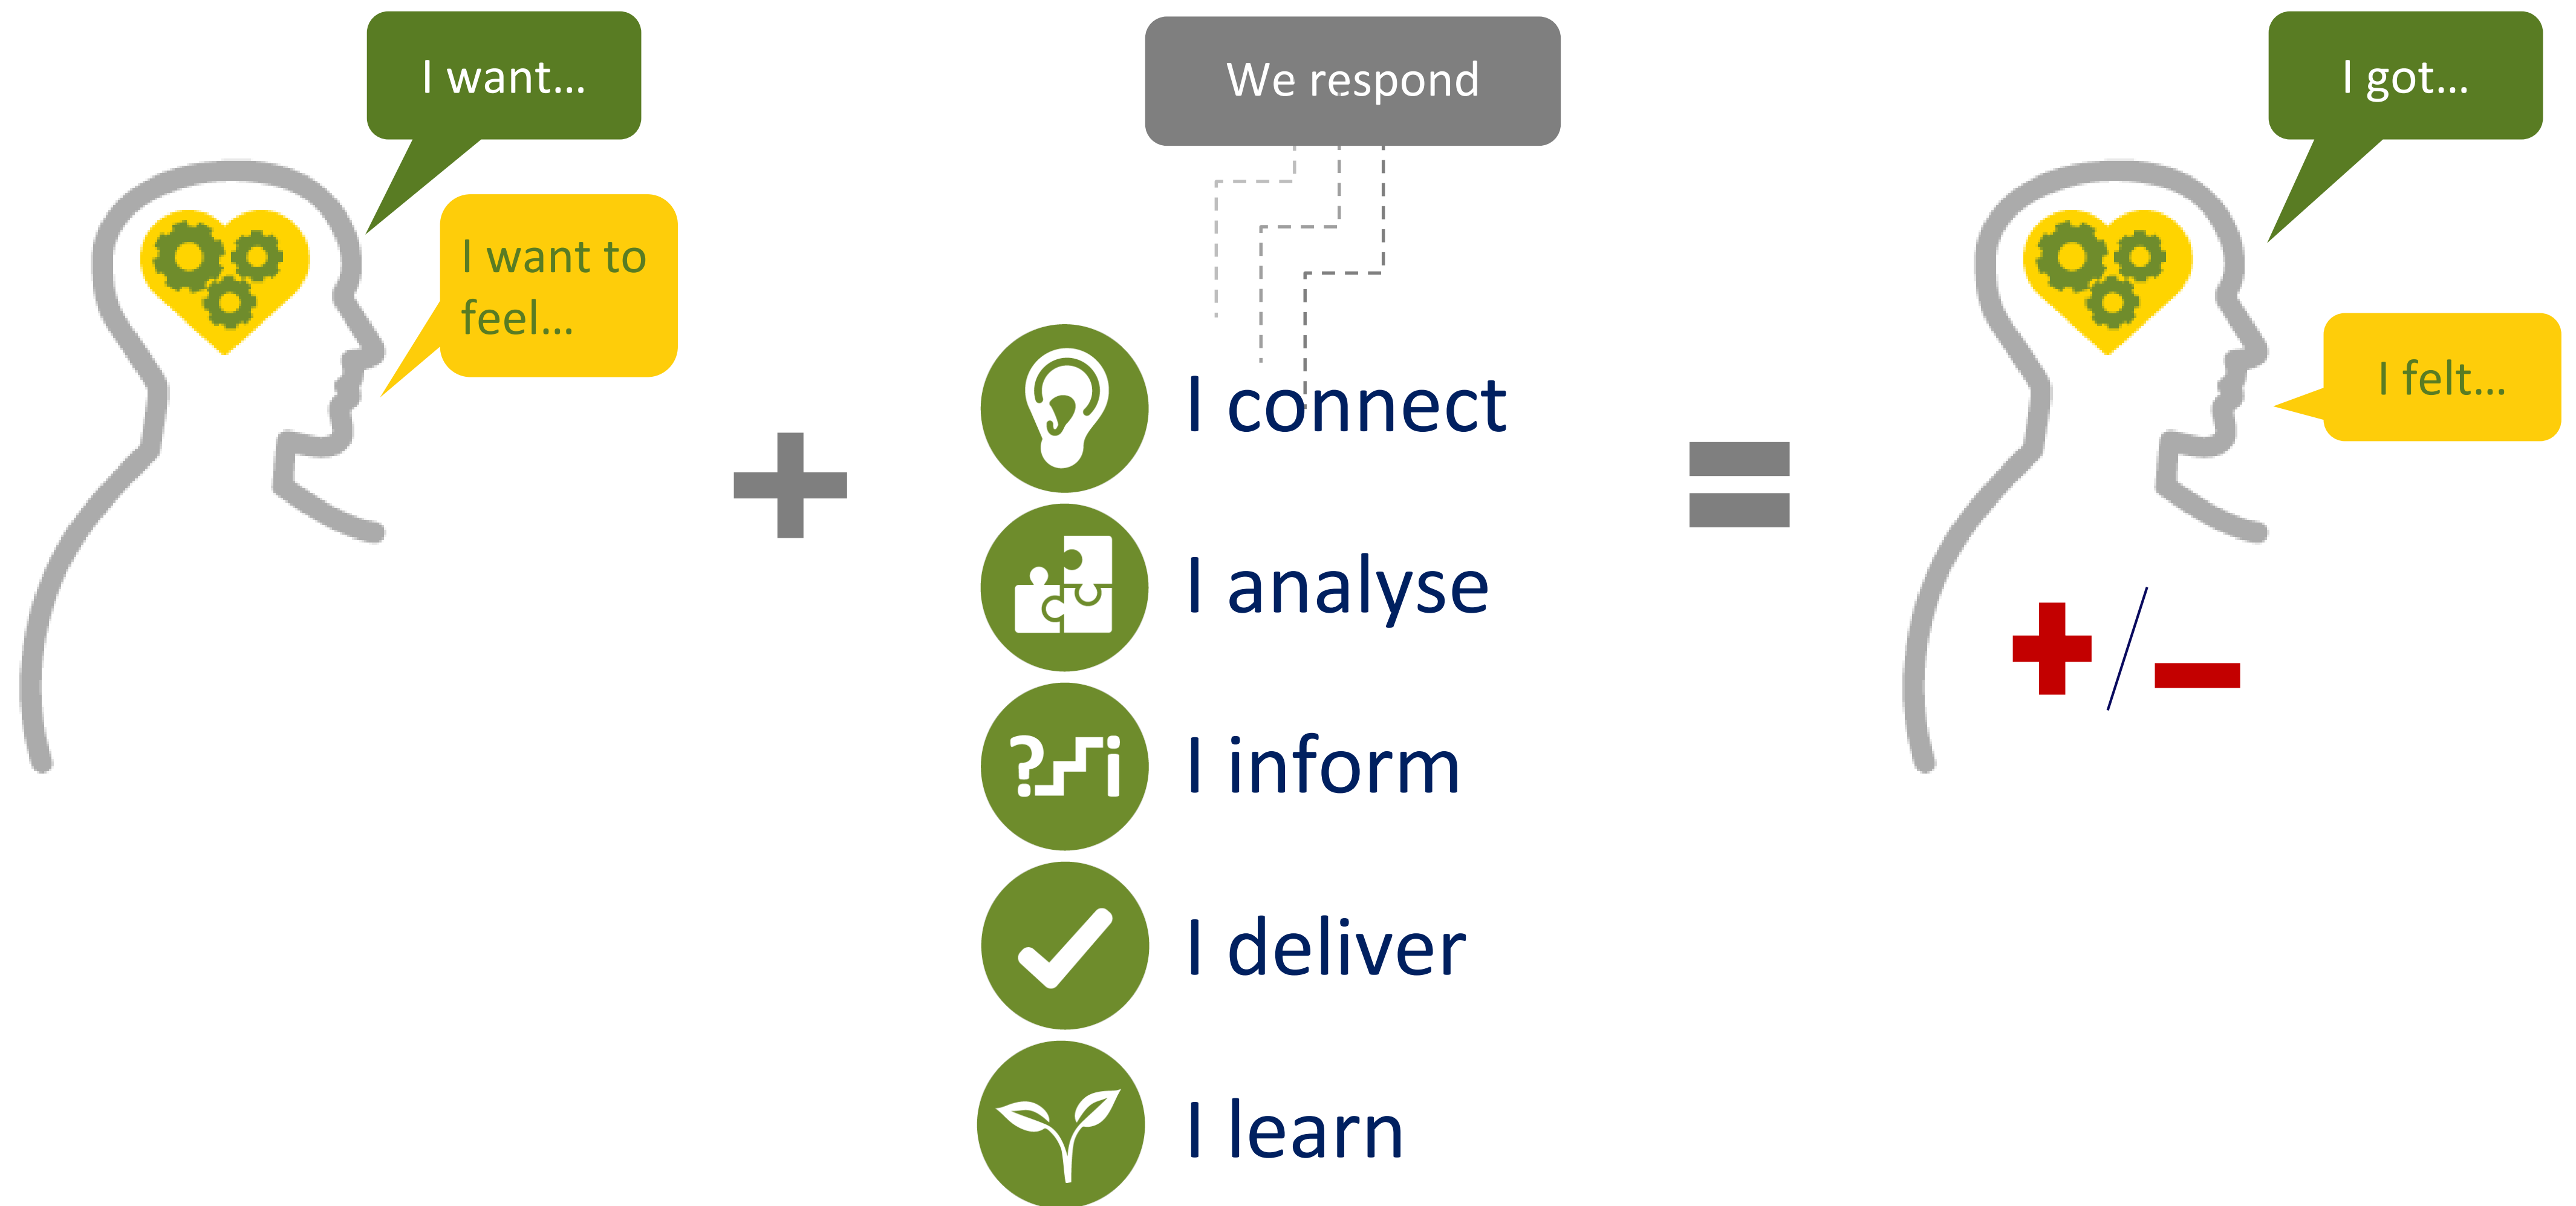 I want...
I want to
feel...
+
We respond
I connect
I analyse
?
i
I inform
I deliver
I learn
=
I got...
I felt...
+/−